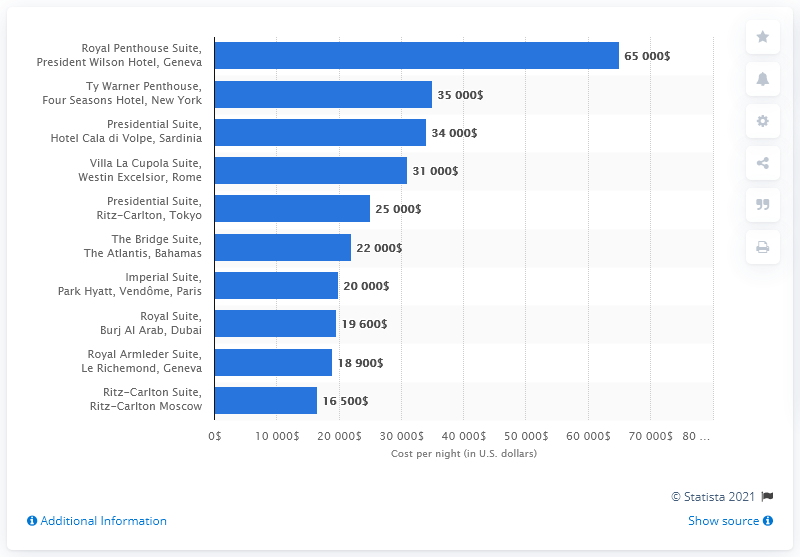 Royal Penthouse Suite,
President Wilson Hotel, Geneva
65 000$
Ty Warner Penthouse,
Four Seasons Hotel, New York
35 000$
Presidential Suite,
Hotel Cala di Volpe, Sardinia
34 000$
Villa La Cupola Suite,
Westin Excelsior, Rome
31 000$
Presidential Suite,
Ritz-Carlton, Tokyo
25 000$
The Bridge Suite,
The Atlantis, Bahamas
22 000$
Imperial Suite,
Park Hyatt, Vendôme, Paris
20 000$
Royal Suite,
Burj Al Arab, Dubai
19 600$
Royal Armleder Suite,
Le Richemond, Geneva
18 900$
Ritz-Carlton Suite,
Ritz-Carlton Moscow
16 500$
0$ 10 000$ 20 000$ 30 000$ 40 000$ 50 000$ 60 000$ 70 000$ 80 ...
Cost per night (in U.S. dollars)
© Statista 2021
Additional Information
Show source